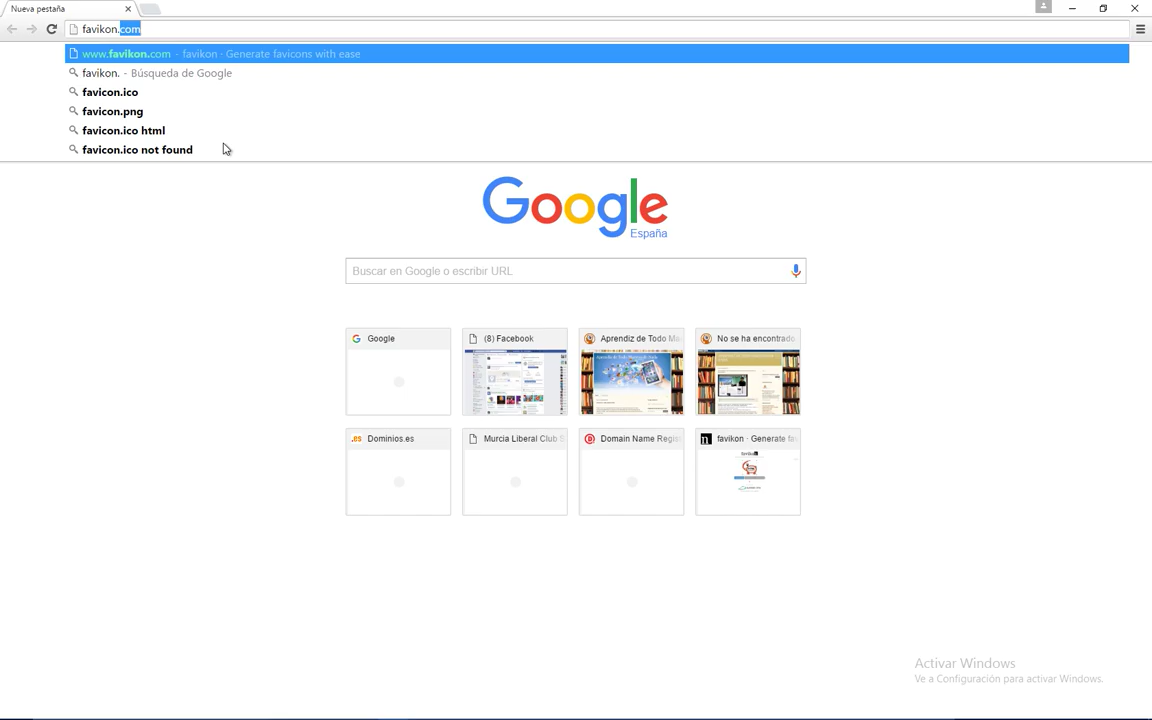 Nueva pestaña
favikon.com
www.favikon.com - favikon · Generate favicons with ease
favikon. - Búsqueda de Google
favicon.ico
favicon.png
favicon.ico html
favicon.ico not found
Google
España
Buscar en Google o escribir URL
Google
(8) Facebook
Aprendiz de Todo Ma
No se ha encontrado
.es Dominios.es
Murcia Liberal Club S
Domain Name Regis
favikon · Generate fav
Activar Windows
Ve a Configuración para activar Windows.